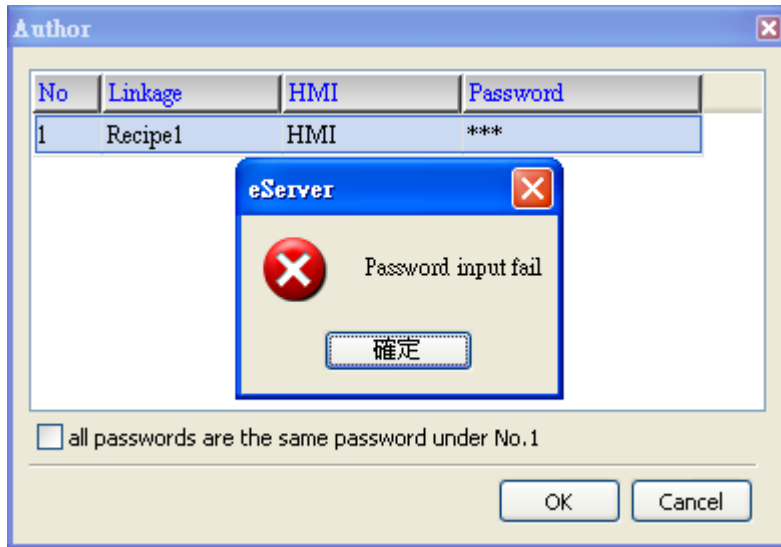 Author
No Linkage HMI Password
1 Recipe1 HMI ***
eServer
Password input fail
確定
all passwords are the same password under No.1
OK Cancel